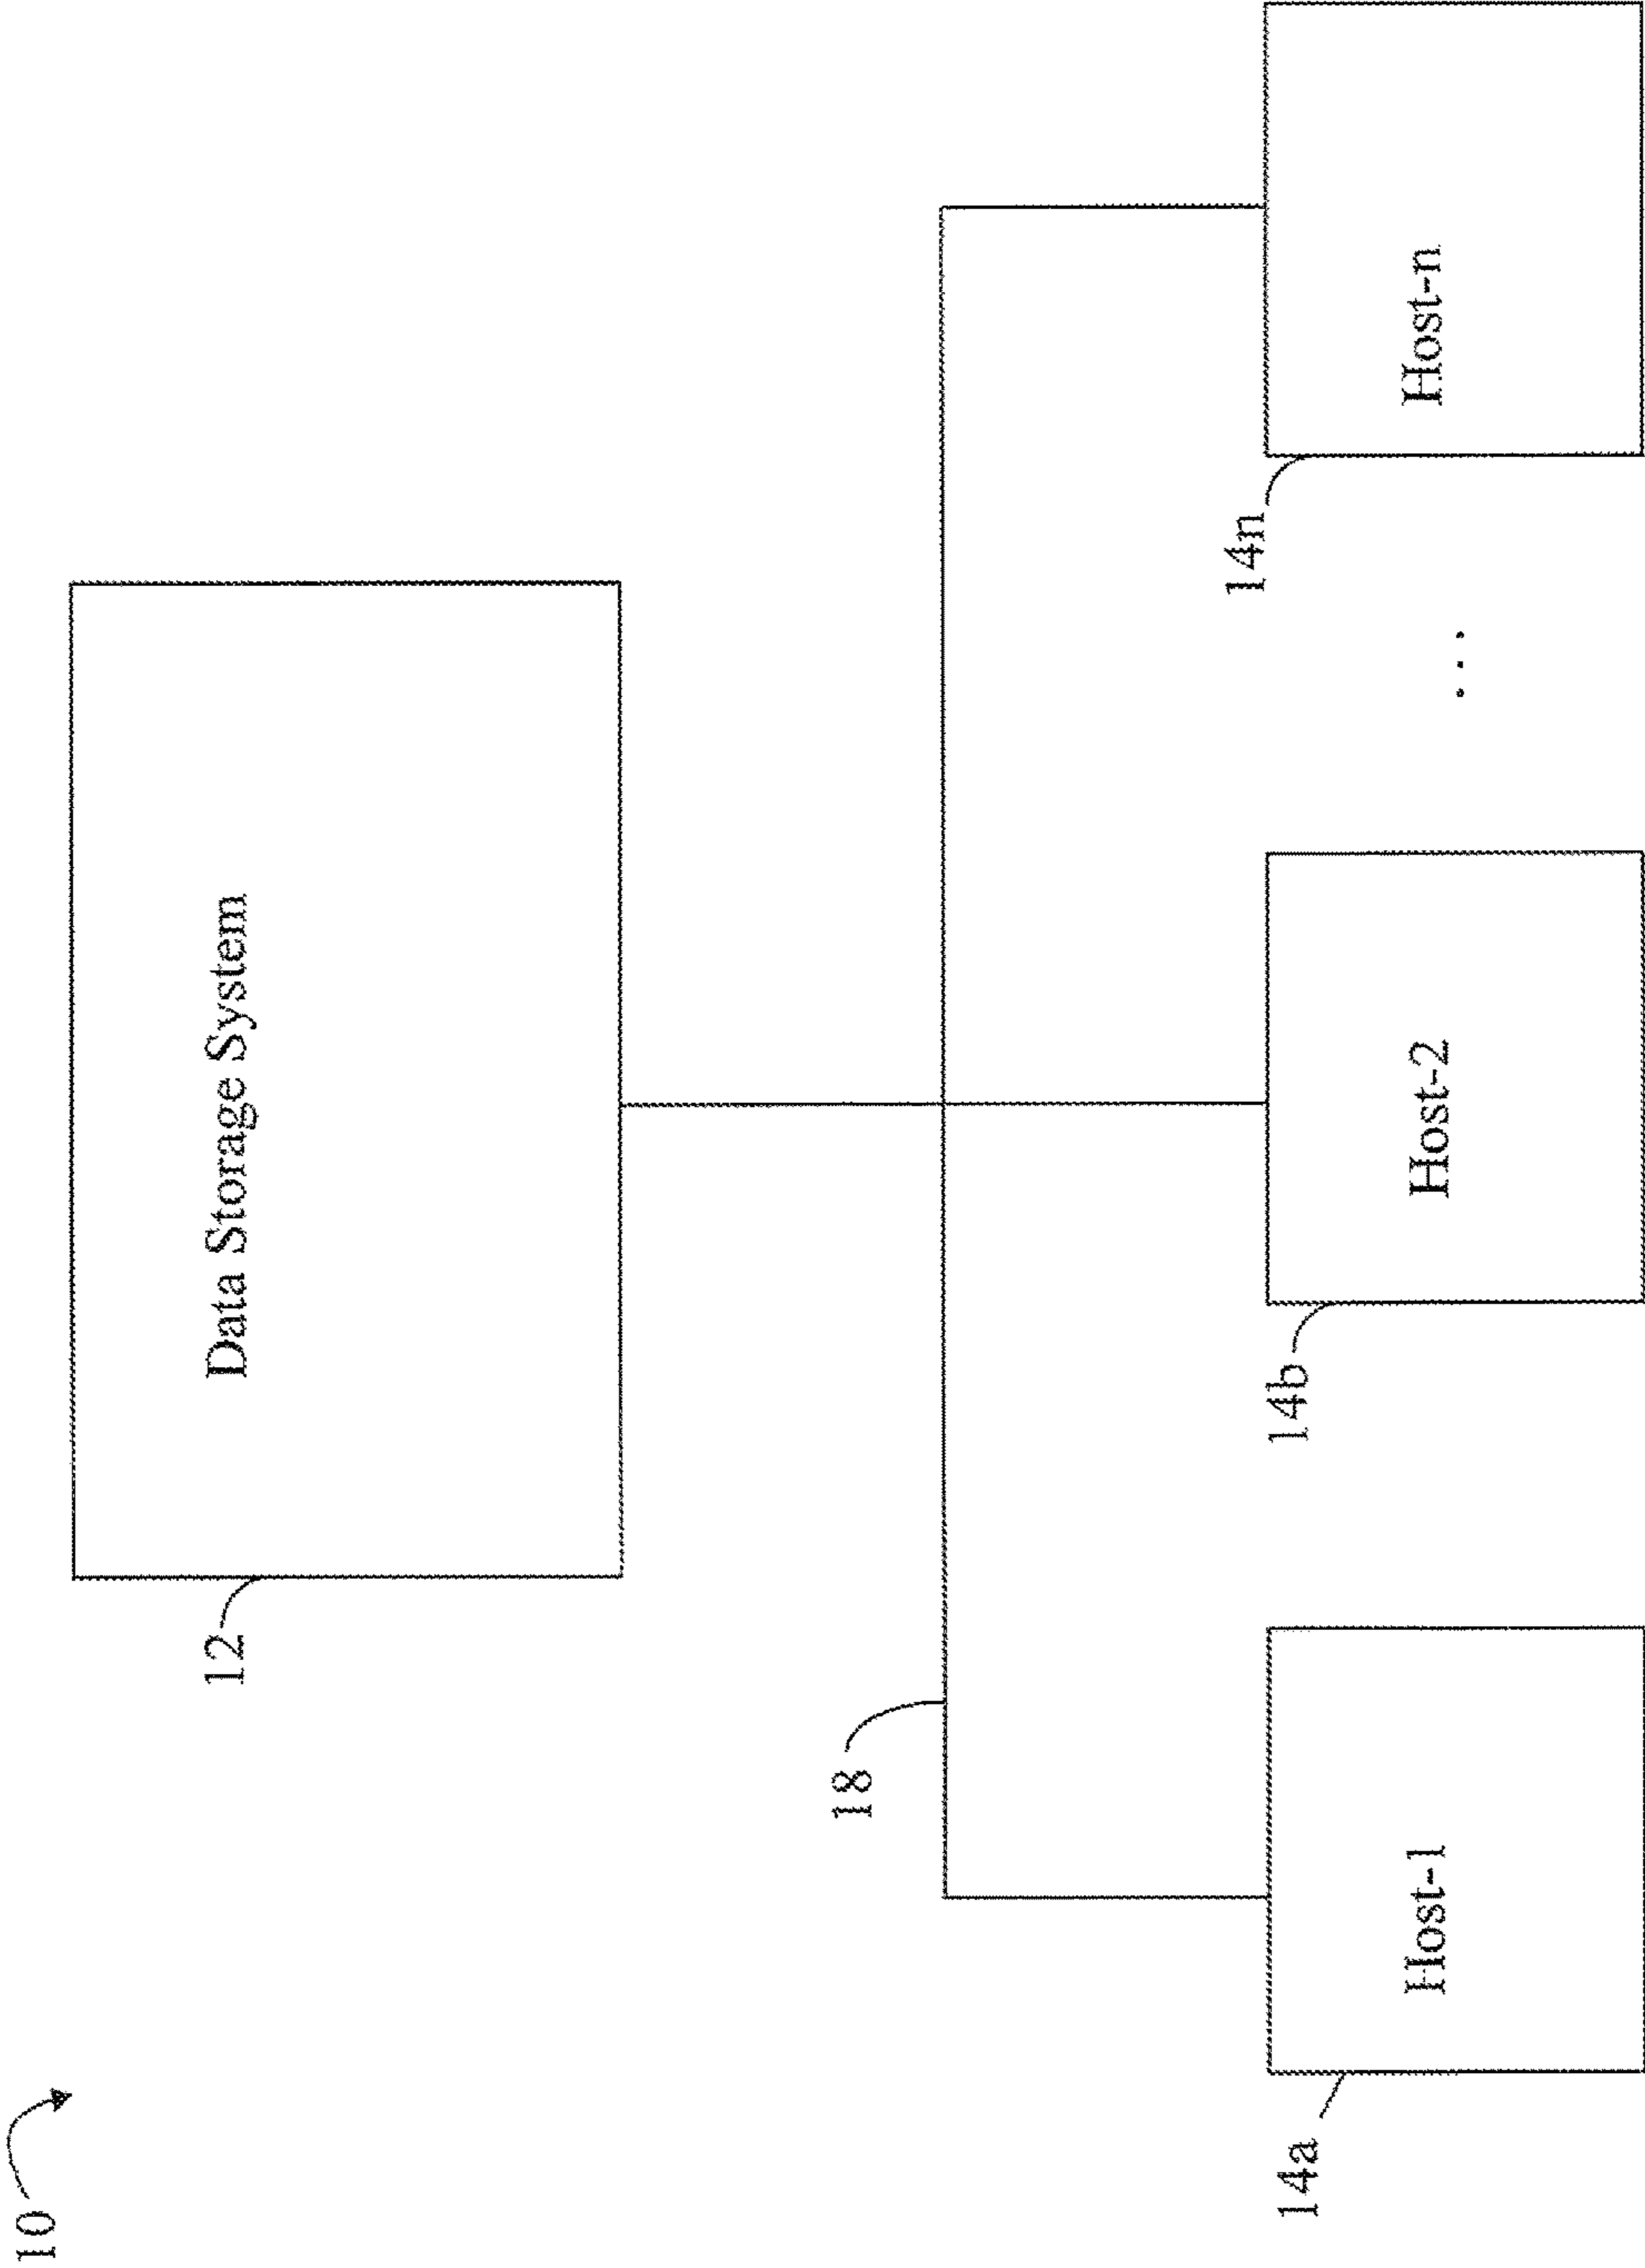 10
12
Data Storage System
18
14a
Host-1
14b
Host-2
...
14n
Host-n